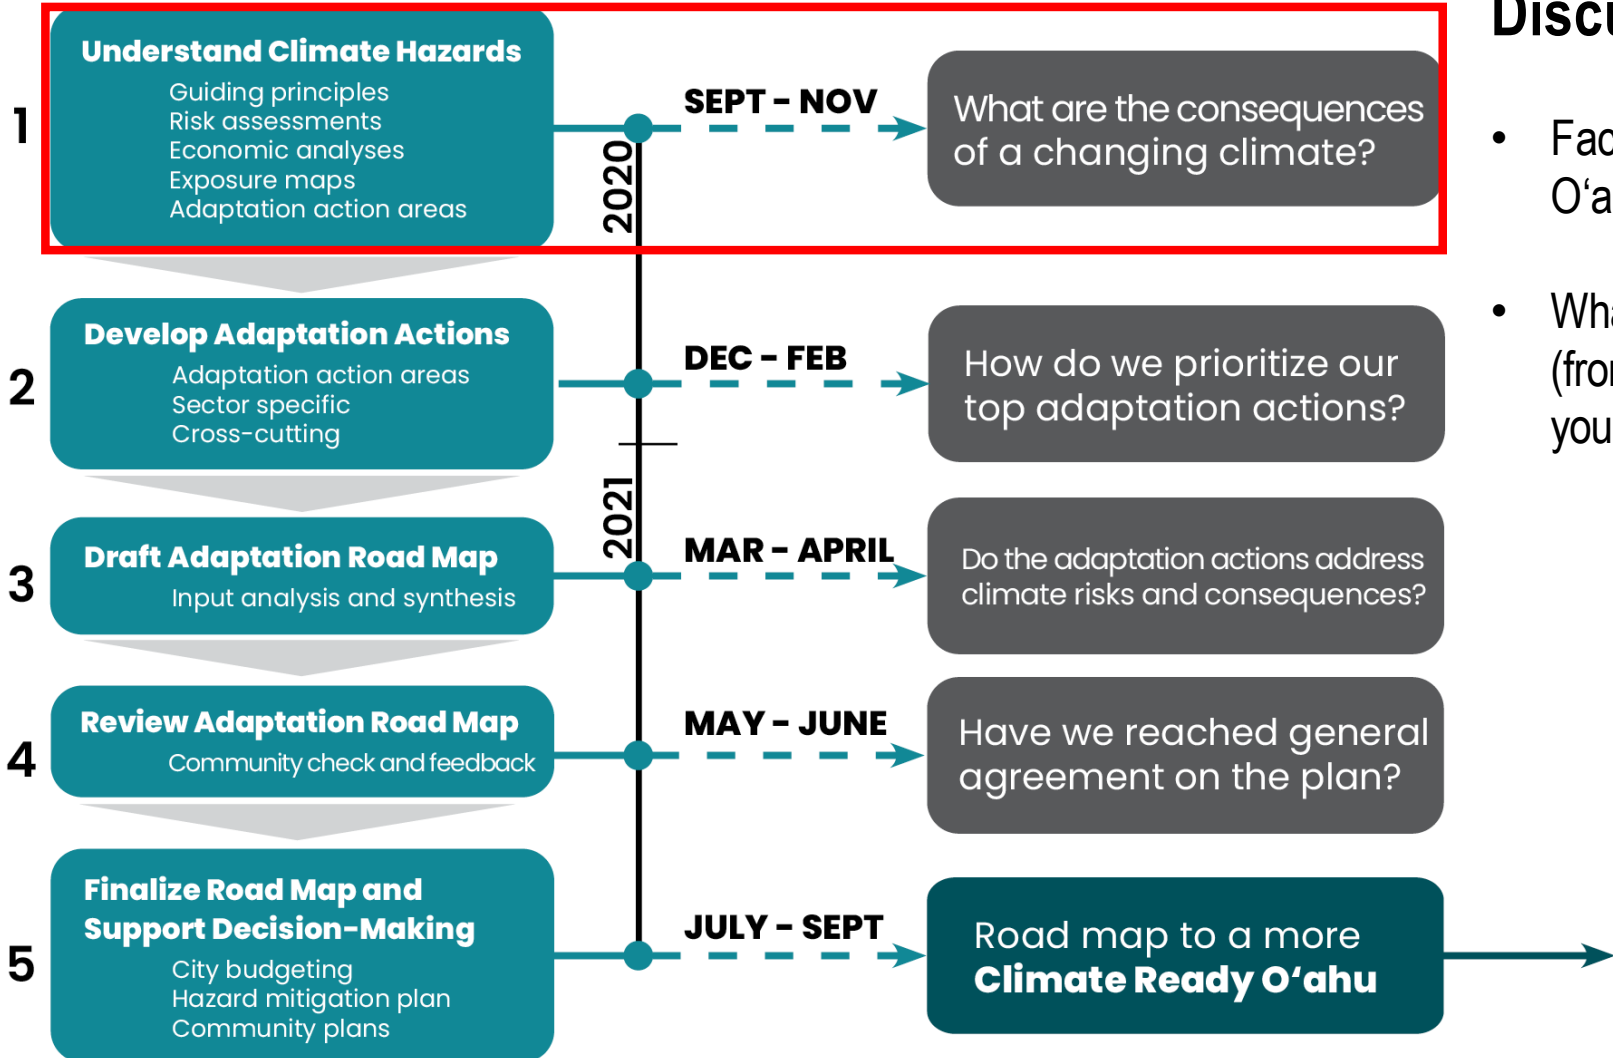 1
Understand Climate Hazards
Guiding principles
Risk assessments
Economic analyses
Exposure maps
Adaptation action areas
SEPT – NOV
2020
What are the consequences
of a changing climate?
2
Develop Adaptation Actions
Adaptation action areas
Sector specific
Cross-cutting
DEC – FEB
How do we prioritize our
top adaptation actions?
2021
3
Draft Adaptation Road Map
Input analysis and synthesis
MAR – APRIL
Do the adaptation actions address
climate risks and consequences?
4
Review Adaptation Road Map
Community check and feedback
MAY – JUNE
Have we reached general
agreement on the plan?
5
Finalize Road Map and
Support Decision-Making
City budgeting
Hazard mitigation plan
Community plans
JULY – SEPT
Road map to a more
Climate Ready Oʻahu